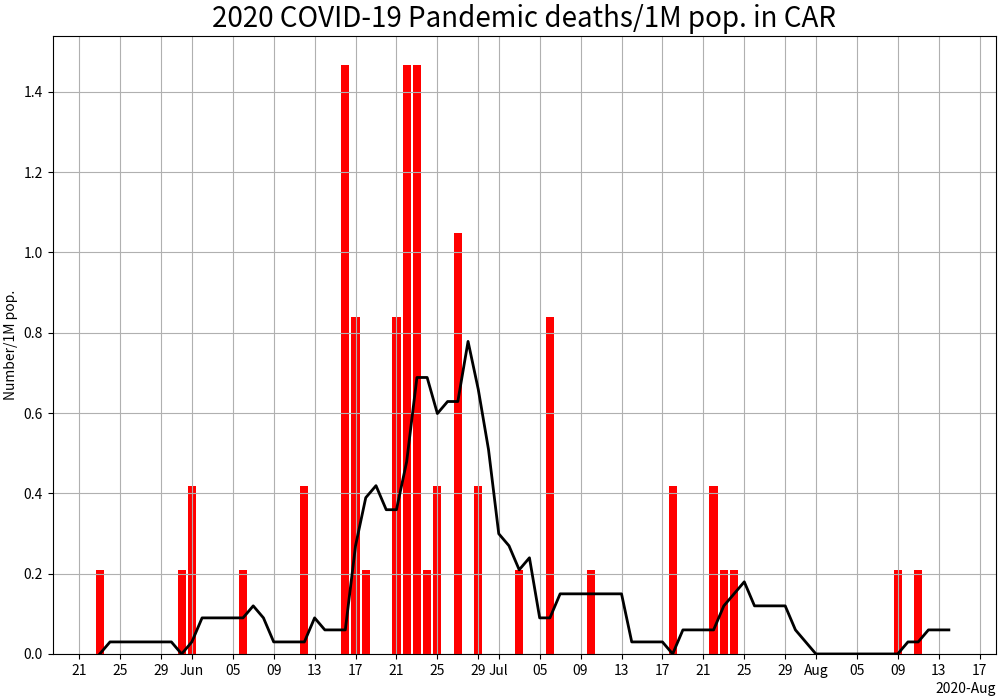 2020 COVID-19 Pandemic deaths/1M pop. in CAR
Number/1M pop.
1.4
1.2
1.0
0.8
0.6
0.4
0.2
0.0
21 25 29 Jun 05 09 13 17 21 25 29 Jul 05 09 13 17 21 25 29 Aug 05 09 13 17
2020-Aug